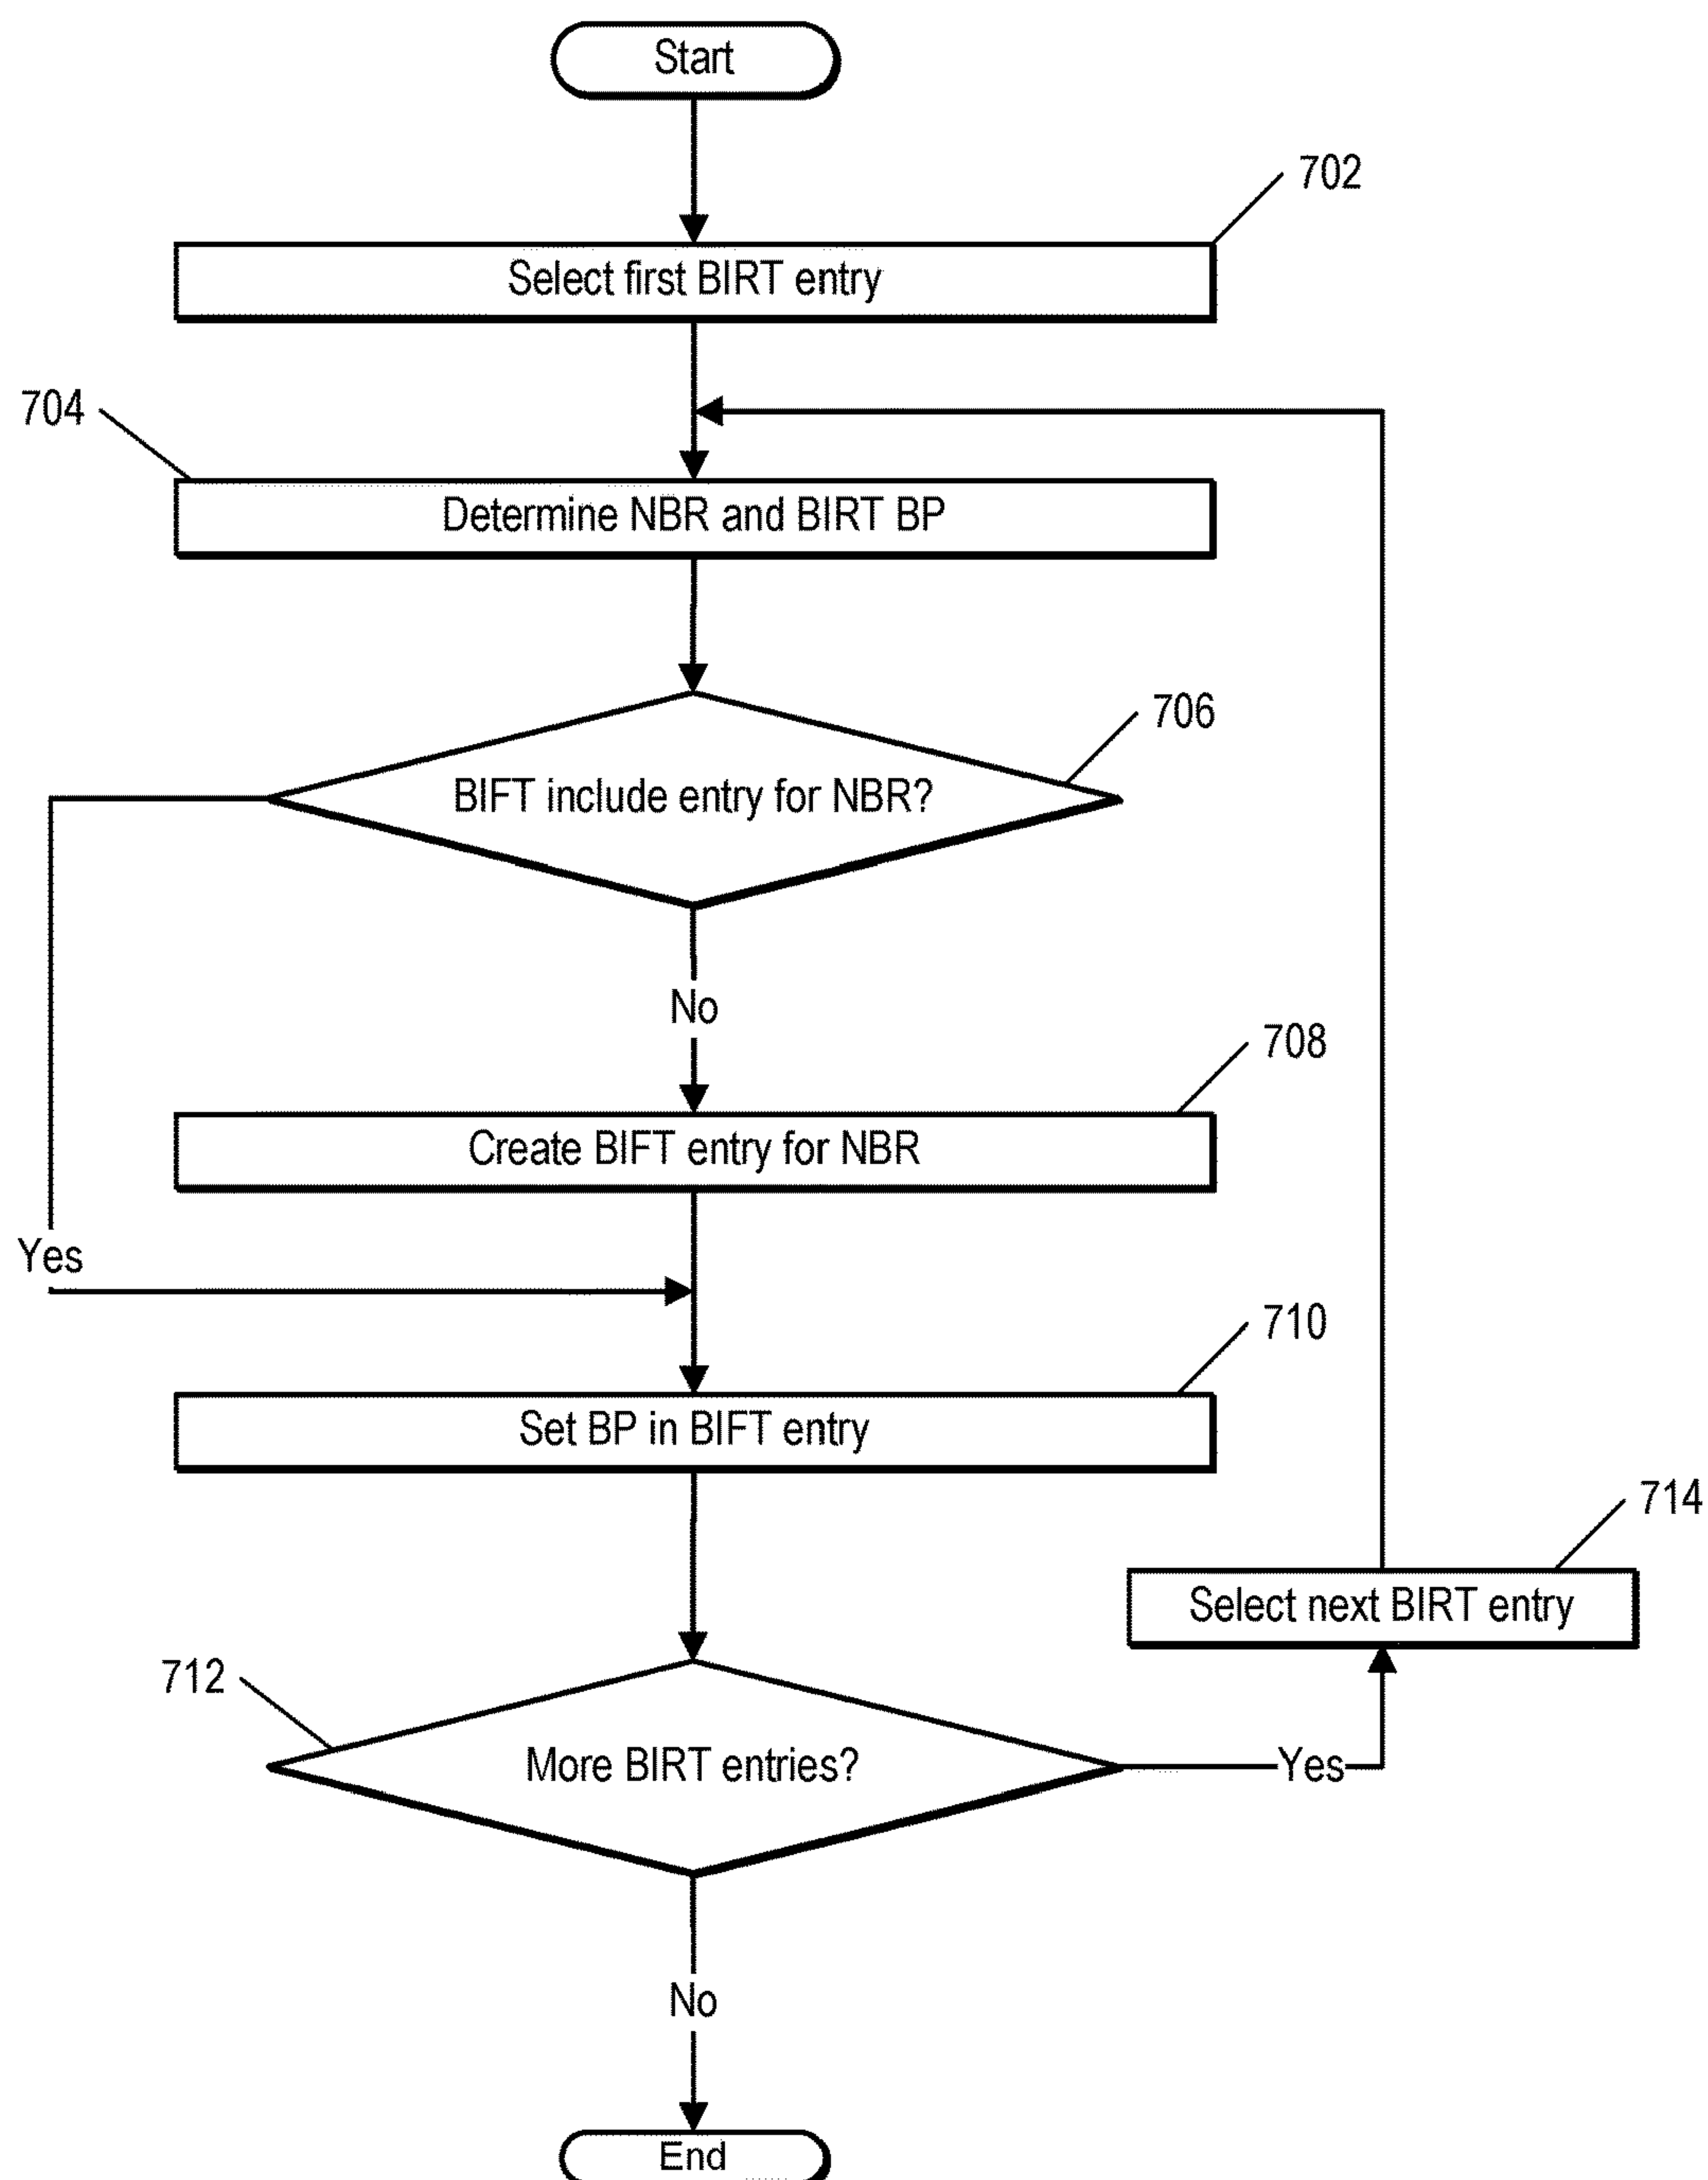 Start
702
Select first BIRT entry
704
Determine NBR and BIRT BP
706
BIFT include entry for NBR?
No
708
Create BIFT entry for NBR
Yes
710
Set BP in BIFT entry
714
Select next BIRT entry
712
More BIRT entries?
Yes
No
End